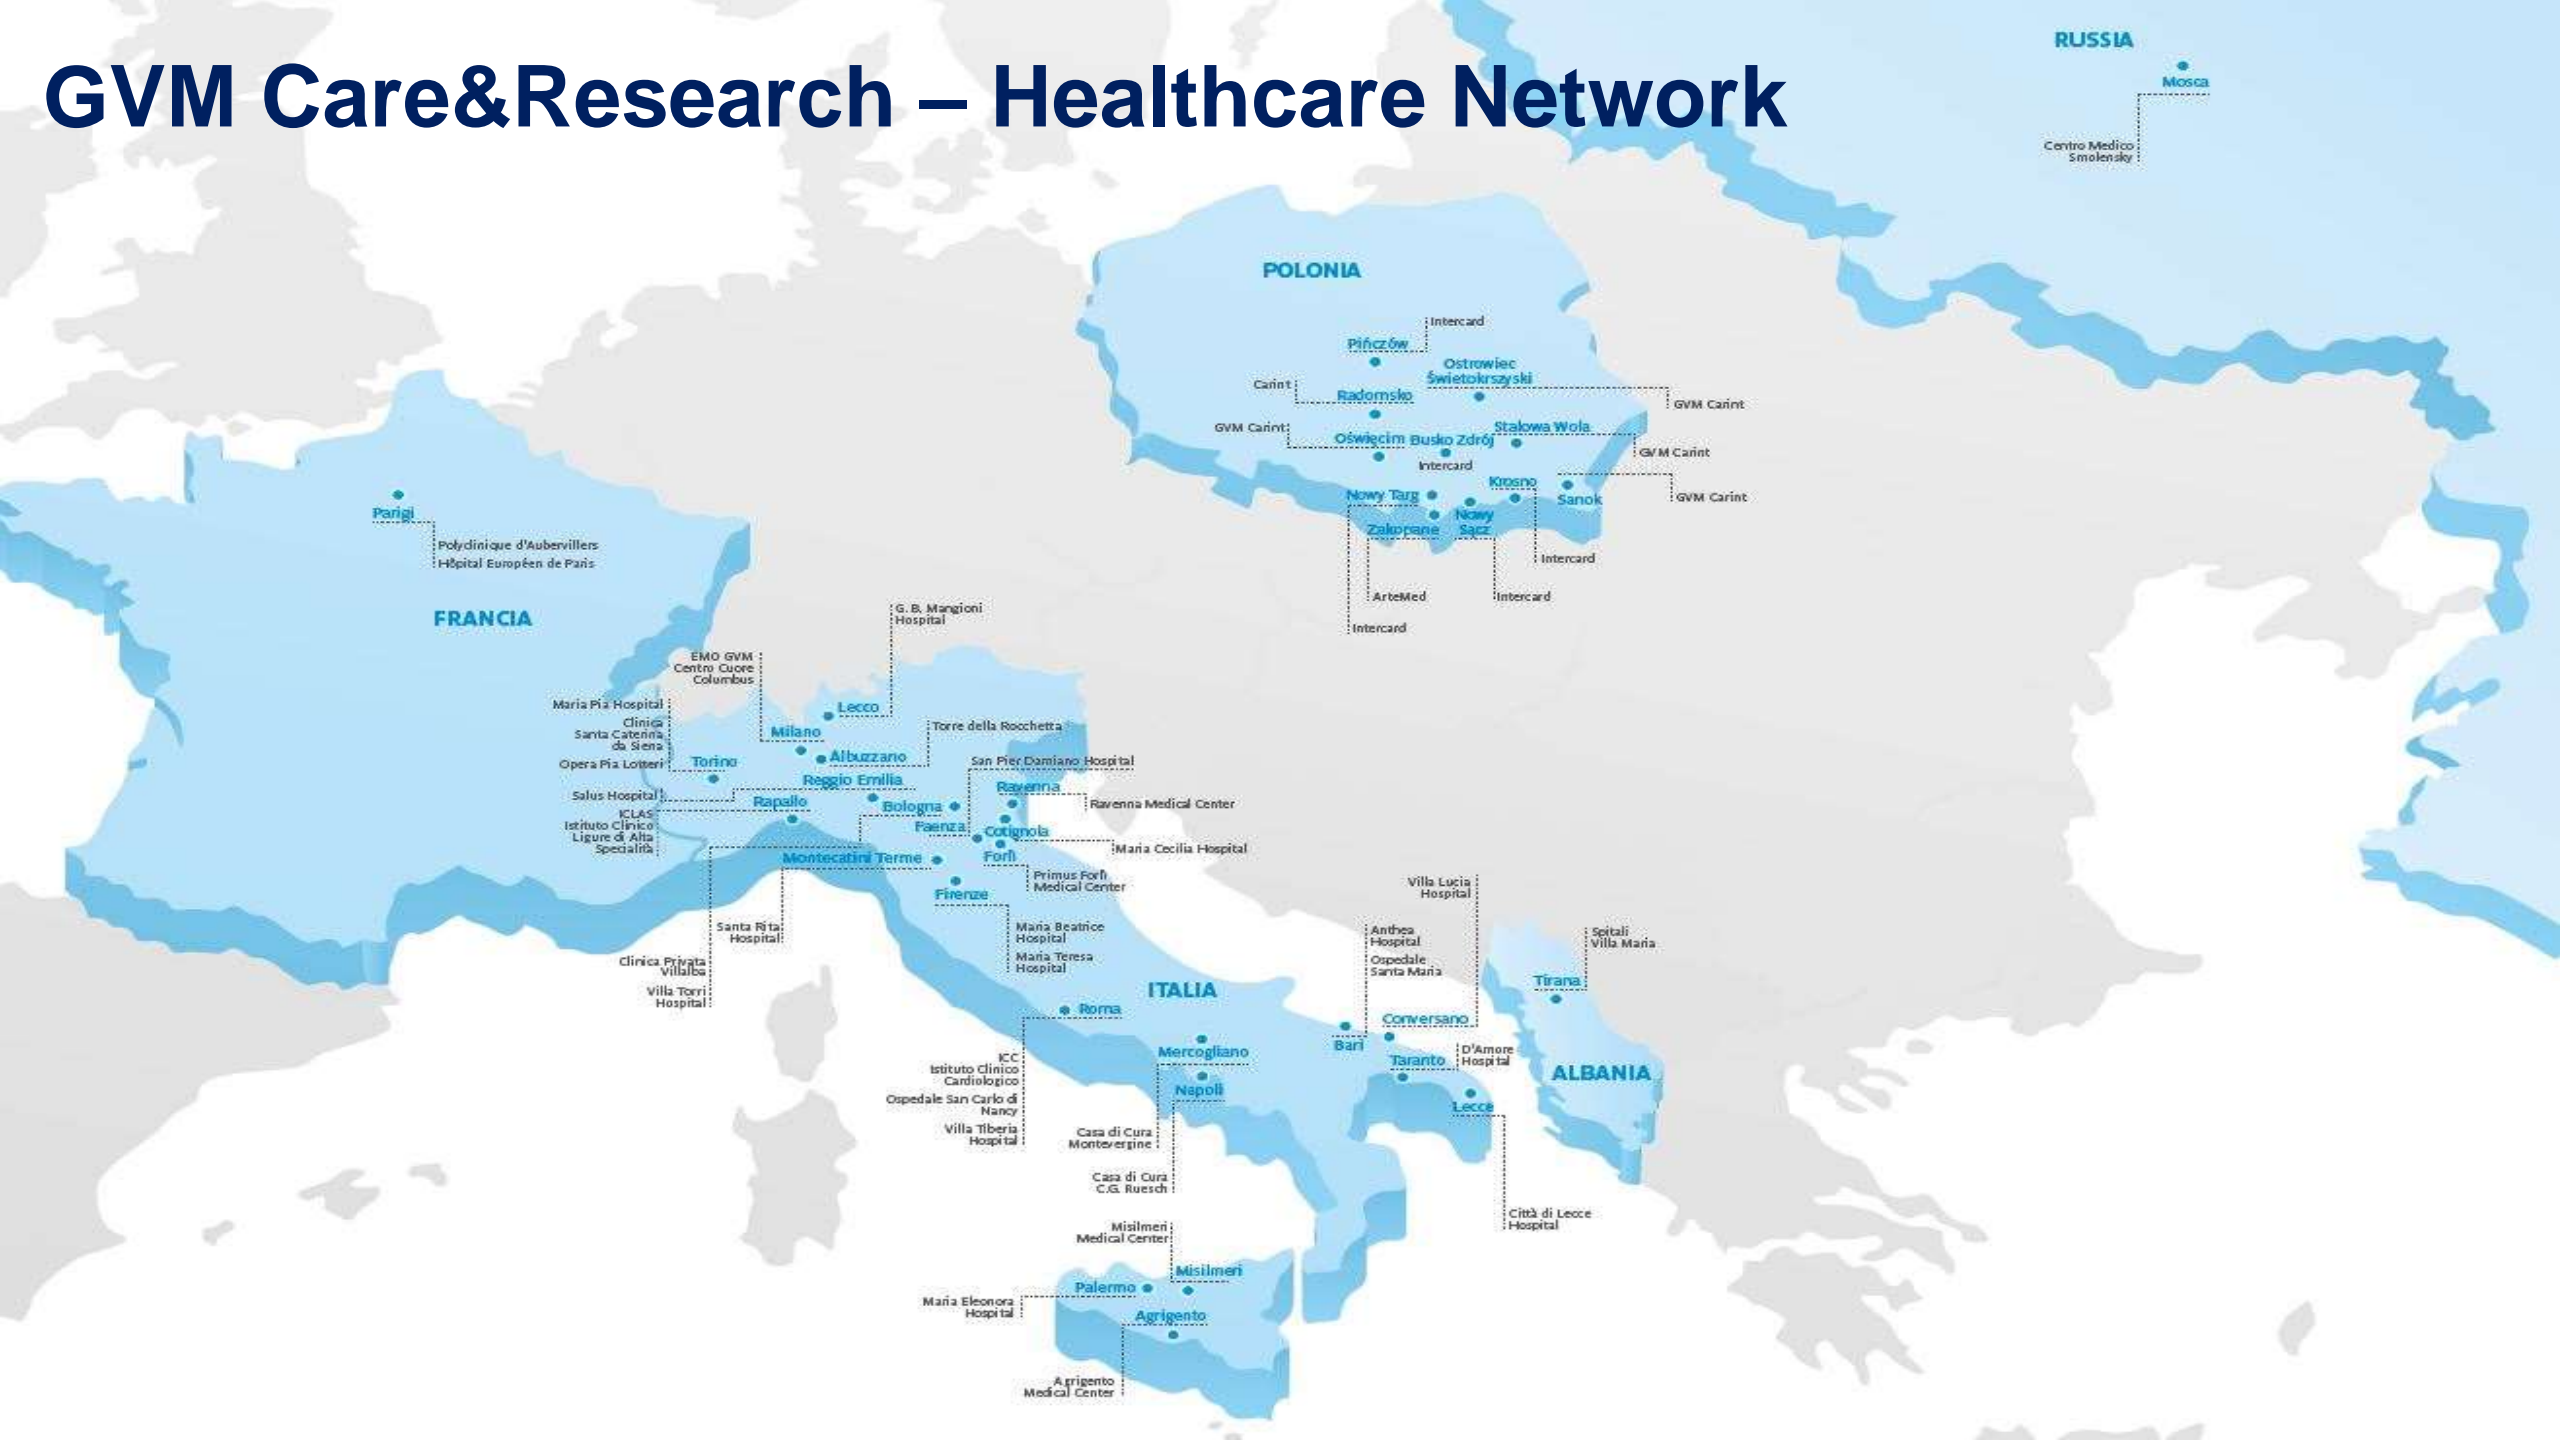 GVM Care&Research – Healthcare Network
RUSSIA
Mosca
Centro Medico
Smolensky
POLONIA
Intercard
Pińczów
Ostrowiec
Świetokrszyski
Carint
Radomsko
GVM Carint
GVM Carint
Oświęcim
Busko Zdrój
Stalowa Wola
Intercard
GVM Carint
Krosno
Sanok
GVM Carint
Nowy Targ
Zakopane
Nowy
Sącz
Intercard
ArteMed
Intercard
Intercard
Parigi
Polyclinique d'Aubervillers
Hôpital Européen de Paris
FRANCIA
G. B. Mangioni
Hospital
EMO GVM
Centro Cuore
Columbus
Maria Pia Hospital
Clinica
Santa Caterina
da Siena
Opera Pia Lotteri
Lecco
Milano
Torre della Rocchetta
Albuzzano
Torino
San Pier Damiano Hospital
Reggio Emilia
Ravenna
Salus Hospital
Rapallo
Bologna
Ravenna Medical Center
ICLAS
Istituto Clinico
Ligure di Alta
Specialità
Faenza
Cotignola
Maria Cecilia Hospital
Montecatini Terme
Forlì
Primus Forlì
Medical Center
Firenze
Santa Rita
Hospital
Maria Beatrice
Hospital
Maria Teresa
Hospital
Clinica Privata
Villalba
Villa Torri
Hospital
ITALIA
Roma
ICC
Istituto Clinico
Cardiologico
Ospedale San Carlo di
Nancy
Villa Tiberia
Hospital
Mercogliano
Napoli
Casa di Cura
Montevergine
Casa di Cura
C.G. Ruesch
Villa Lucia
Hospital
Anthea
Hospital
Ospedale
Santa Maria
Bari
Conversano
Taranto
D'Amore
Hospital
Lecce
Città di Lecce
Hospital
Spitali
Villa Maria
Tirana
ALBANIA
Misilmeri
Medical Center
Misilmeri
Palermo
Maria Eleonora
Hospital
Agrigento
Agrigento
Medical Center